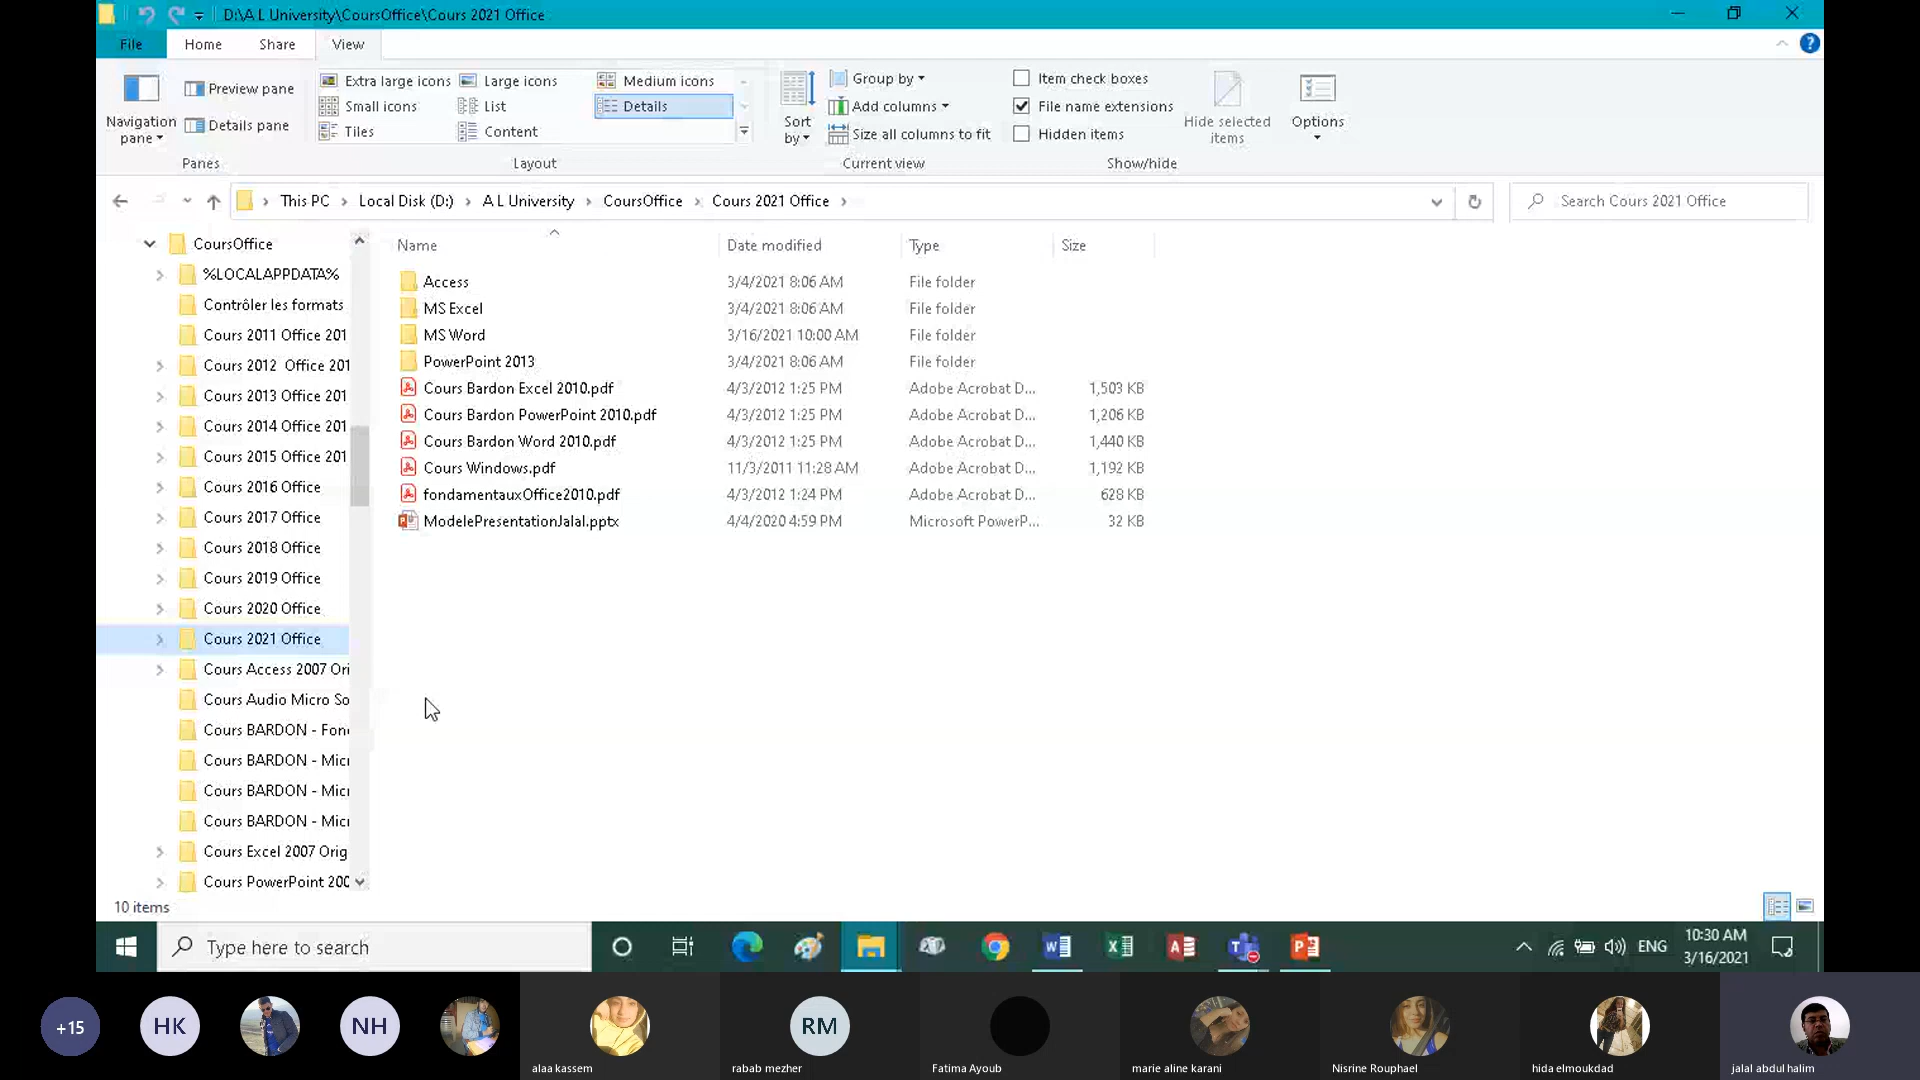 D:\A L University\CoursOffice\Cours 2021 Office
File Home Share View
Navigation pane
Preview pane
Details pane
Panes
Extra large icons Large icons Medium icons
Small icons List Details
Tiles Content
Layout
Sort by
Group by
Add columns
Size all columns to fit
Current view
Item check boxes
File name extensions
Hidden items
Hide selected items
Show/hide
Options
This PC Local Disk (D:) A L University CoursOffice Cours 2021 Office
Search Cours 2021 Office
CoursOffice
%LOCALAPPDATA%
Contrôler les formats
Cours 2011 Office 201
Cours 2012 Office 201
Cours 2013 Office 201
Cours 2014 Office 201
Cours 2015 Office 201
Cours 2016 Office
Cours 2017 Office
Cours 2018 Office
Cours 2019 Office
Cours 2020 Office
Cours 2021 Office
Cours Access 2007 Ori
Cours Audio Micro So
Cours BARDON - Fon
Cours BARDON - Micr
Cours BARDON - Micr
Cours BARDON - Micr
Cours Excel 2007 Orig
Cours PowerPoint 200
Name Date modified Type Size
Access 3/4/2021 8:06 AM File folder
MS Excel 3/4/2021 8:06 AM File folder
MS Word 3/16/2021 10:00 AM File folder
PowerPoint 2013 3/4/2021 8:06 AM File folder
Cours Bardon Excel 2010.pdf 4/3/2012 1:25 PM Adobe Acrobat D... 1,503 KB
Cours Bardon PowerPoint 2010.pdf 4/3/2012 1:25 PM Adobe Acrobat D... 1,206 KB
Cours Bardon Word 2010.pdf 4/3/2012 1:25 PM Adobe Acrobat D... 1,440 KB
Cours Windows.pdf 11/3/2011 11:28 AM Adobe Acrobat D... 1,192 KB
fondamentauxOffice2010.pdf 4/3/2012 1:24 PM Adobe Acrobat D... 628 KB
ModelePresentationJalal.pptx 4/4/2020 4:59 PM Microsoft PowerP... 32 KB
10 items
Type here to search
ENG
10:30 AM
3/16/2021
+15 HK NH RM
alaa kassem rabab mezher Fatima Ayoub marie aline karani Nisrine Rouphael hida elmoukdad jalal abdul halim